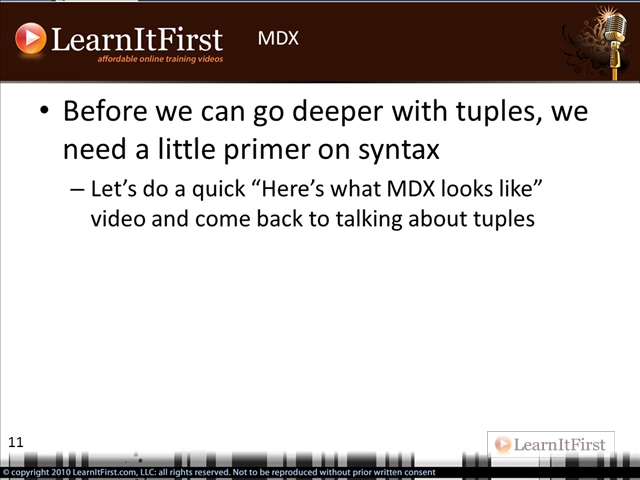 LearnItFirst
affordable online training videos
MDX
• Before we can go deeper with tuples, we
need a little primer on syntax
– Let’s do a quick “Here’s what MDX looks like”
video and come back to talking about tuples
11
LearnItFirst
© copyright 2010 LearnItFirst.com, LLC: all rights reserved. Not to be reproduced without prior written consent